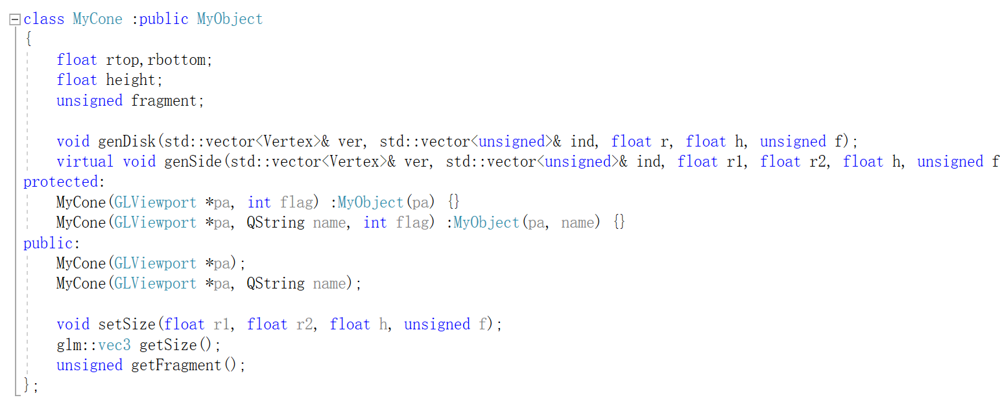 class MyCone :public MyObject
{
    float rtop,rbottom;
    float height;
    unsigned fragment;

    void genDisk(std::vector<Vertex>& ver, std::vector<unsigned>& ind, float r, float h, unsigned f);
    virtual void genSide(std::vector<Vertex>& ver, std::vector<unsigned>& ind, float r1, float r2, float h, unsigned f
protected:
    MyCone(GLViewport *pa, int flag) :MyObject(pa) {}
    MyCone(GLViewport *pa, QString name, int flag) :MyObject(pa, name) {}
public:
    MyCone(GLViewport *pa);
    MyCone(GLViewport *pa, QString name);

    void setSize(float r1, float r2, float h, unsigned f);
    glm::vec3 getSize();
    unsigned getFragment();
};